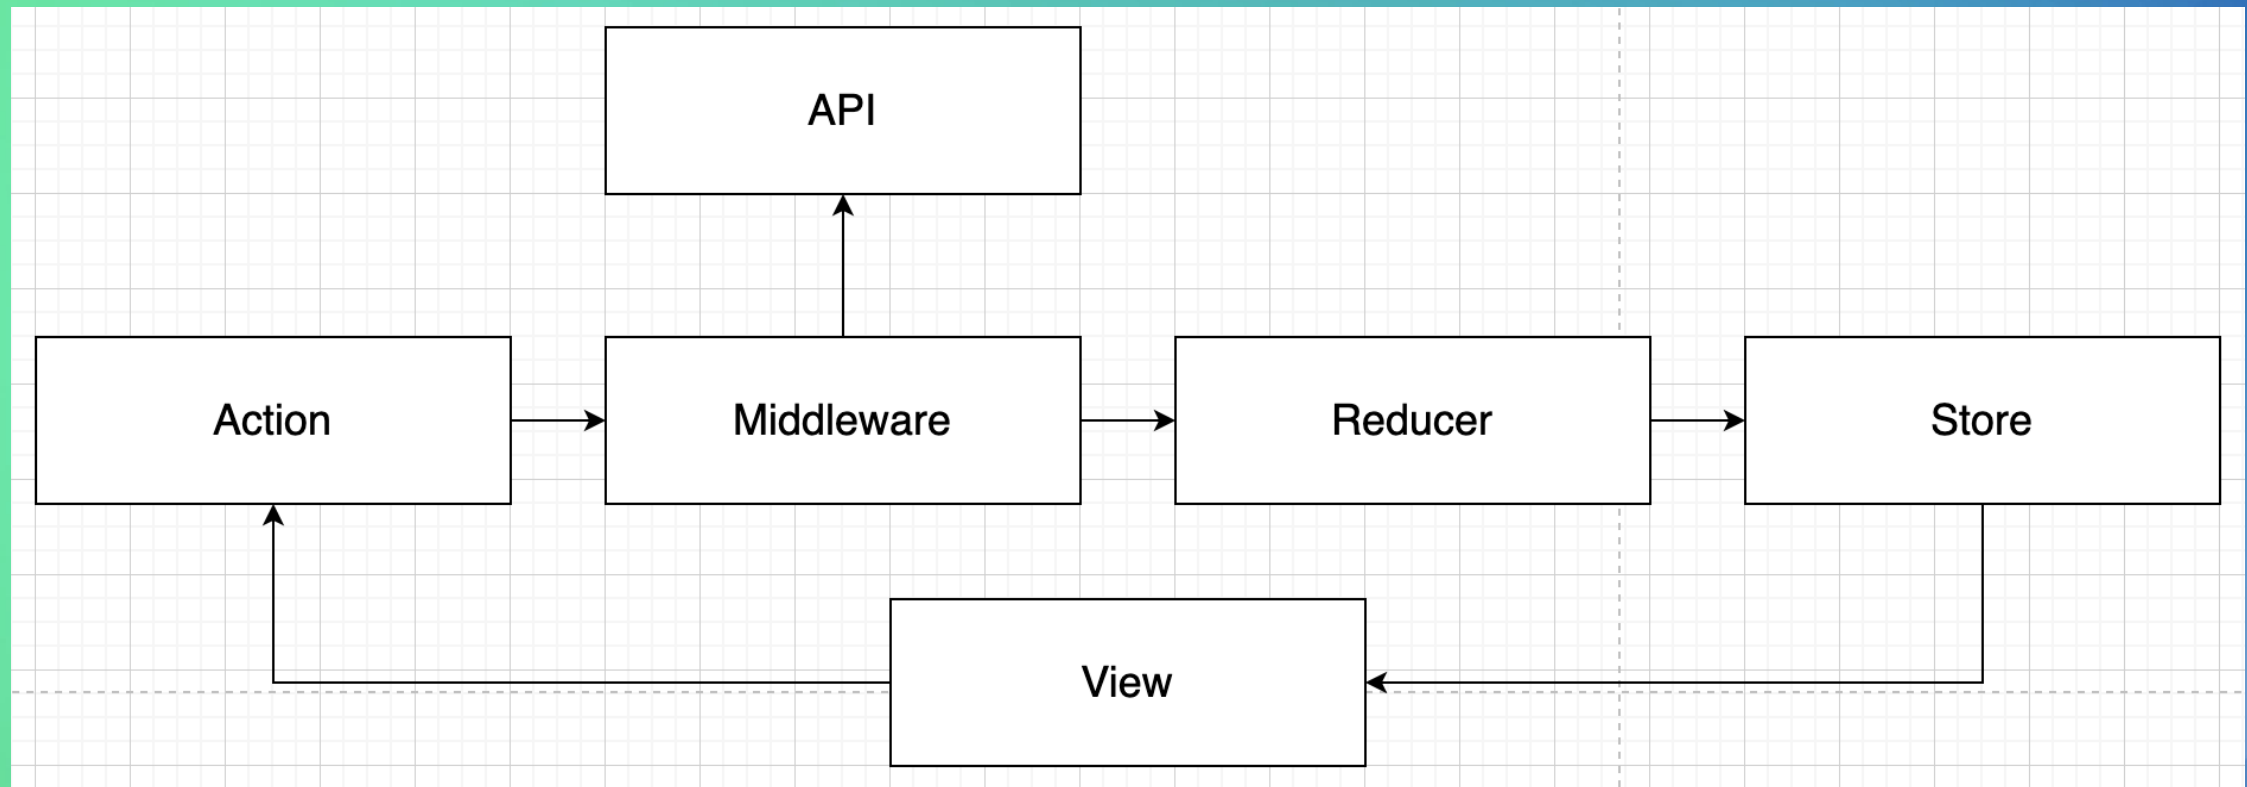 API
Action
Middleware
Reducer
Store
View